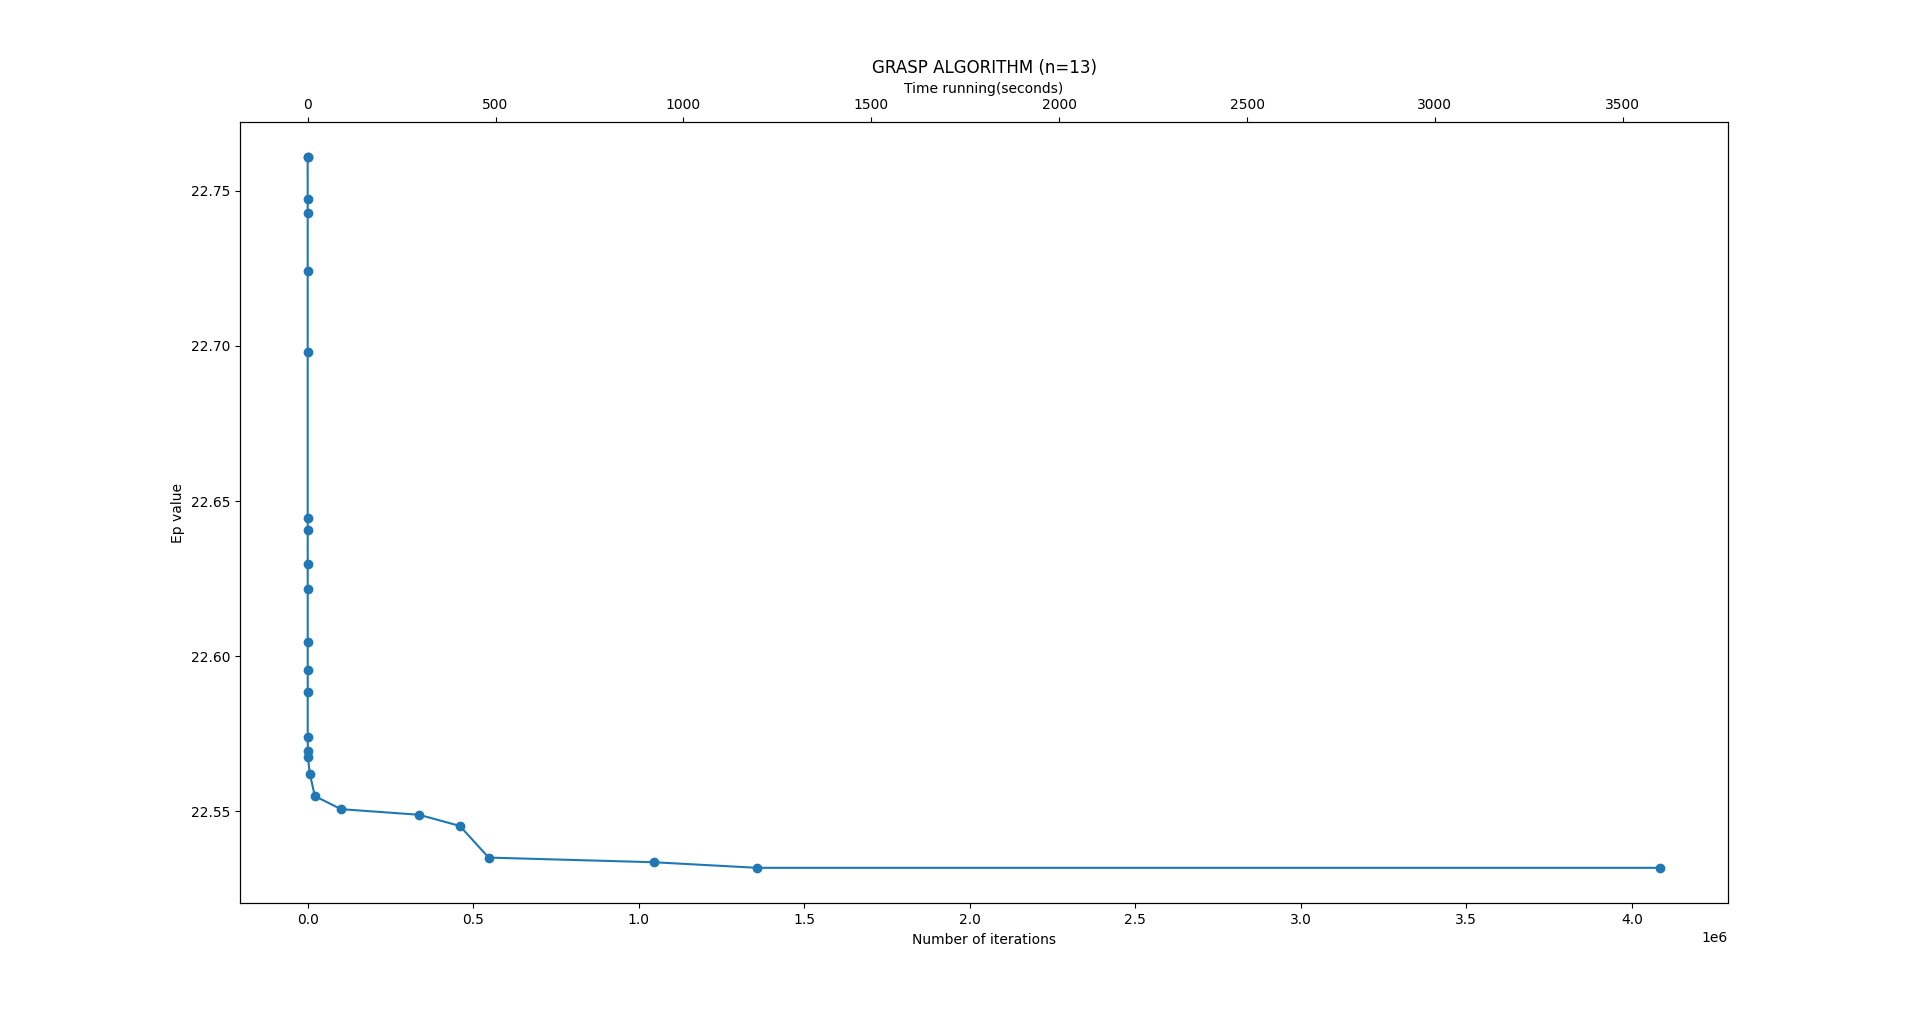 GRASP ALGORITHM (n=13)
Time running(seconds)
0 500 1000 1500 2000 2500 3000 3500
22.75
22.70
22.65
22.60
22.55
Ep value
0.0 0.5 1.0 1.5 2.0 2.5 3.0 3.5 4.0
1e6
Number of iterations